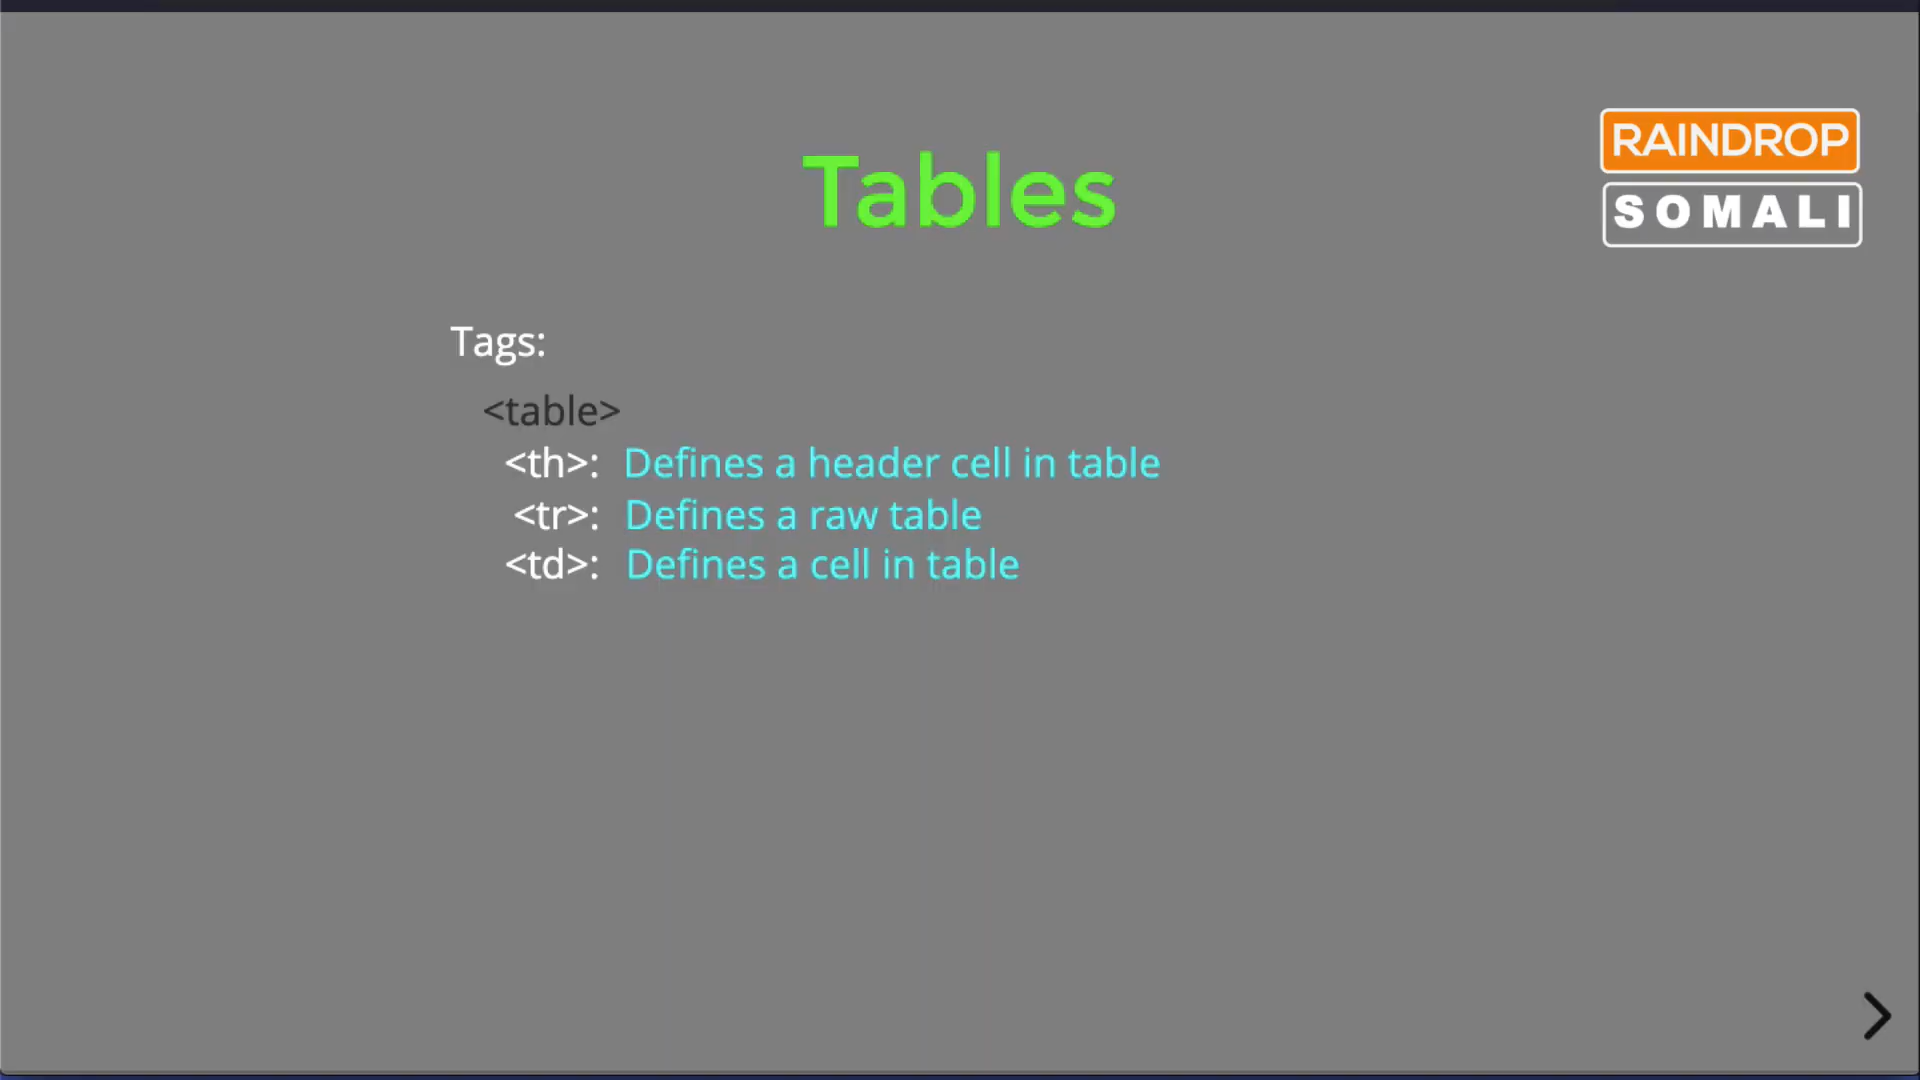 RAINDROP
SOMALI
Tables
Tags:
<table>
<th>: Defines a header cell in table
<tr>: Defines a raw table
<td>: Defines a cell in table